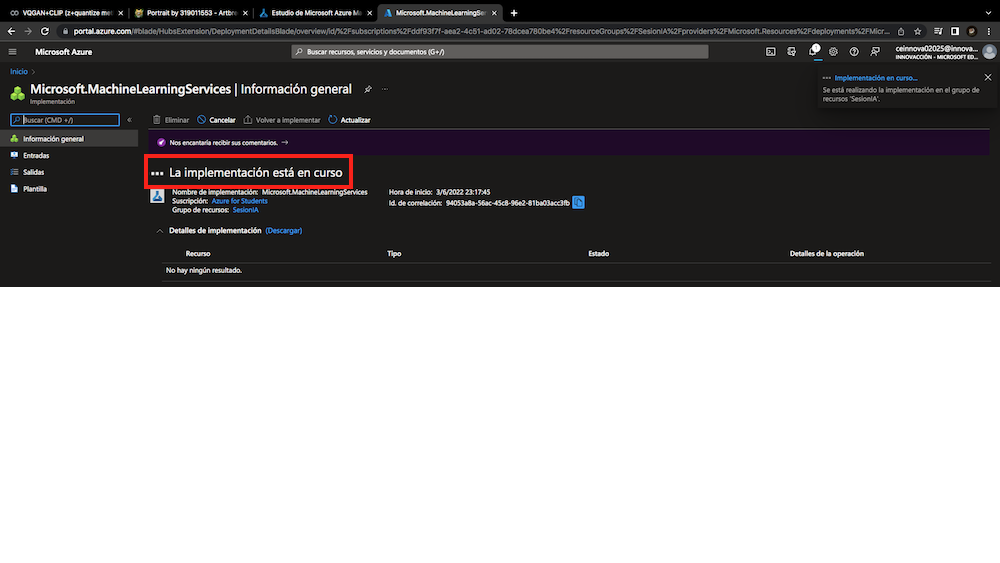 VQGAN+CLIP (z+quantize me
Portrait by 319011553 - Artbre
Estudio de Microsoft Azure Ma
Microsoft.MachineLearningSer
portal.azure.com/#blade/HubsExtension/DeploymentDetailsBlade/overview/id/%2Fsubscriptions%2Fddf93f7f-aea2-4c51-ad02-78dcea780be4%2FresourceGroups%2FSesionIA%2Fproviders%2FMicrosoft.Resources%2Fdeployments%2FMicr...
Microsoft Azure
Buscar recursos, servicios y documentos (G+/)
1
ceinnova02025@innova...
INNOVACCIÓN - MICROSOFT ED...
Inicio
Microsoft.MachineLearningServices | Información general
Implementación
Implementación en curso...
Se está realizando la implementación en el grupo de
recursos 'SesionIA'.
Buscar (CMD +/)
Eliminar
Cancelar
Volver a implementar
Actualizar
Información general
Entradas
Salidas
Plantilla
Nos encantaría recibir sus comentarios. →
La implementación está en curso
Nombre de implementación: Microsoft.MachineLearningServices
Suscripción: Azure for Students
Grupo de recursos: SesionIA
Hora de inicio: 3/6/2022 23:17:45
Id. de correlación: 94053a8a-56ac-45c8-96e2-81ba03acc3fb
Detalles de implementación (Descargar)
Recurso Tipo Estado Detalles de la operación
No hay ningún resultado.